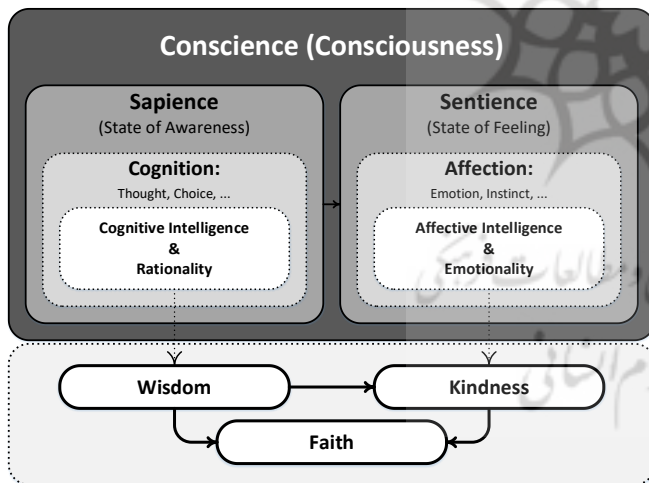 Conscience (Consciousness)
Sapience
(State of Awareness)
Cognition:
Thought, Choice, ...
Cognitive Intelligence
&
Rationality
Sentience
(State of Feeling)
Affection:
Emotion, Instinct, ...
Affective Intelligence
&
Emotionality
Wisdom
Kindness
Faith